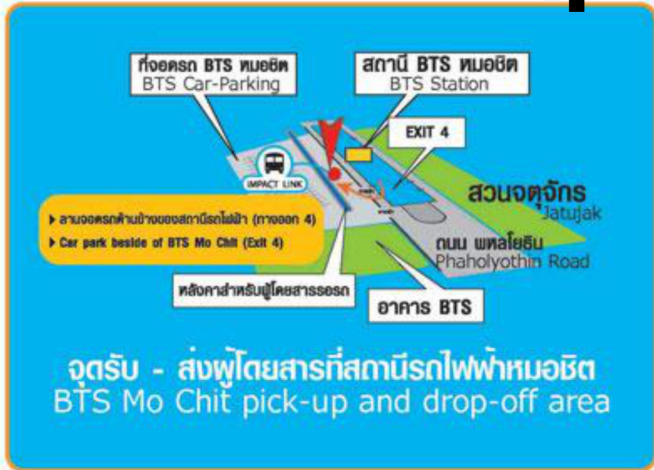 ที่จอดรถ BTS หมอชิต
BTS Car-Parking
สถานี BTS หมอชิต
BTS Station
EXIT 4
IMPACT LINK
สวนจตุจักร
Jatujak
ลานจอดรถด้านข้างของสถานีรถไฟฟ้า (ทางออก 4)
Car park beside of BTS Mo Chit (Exit 4)
ถนน พหลโยธิน
Phaholyothin Road
หลังคาสำหรับผู้โดยสารรอรถ
อาคาร BTS
จุดรับ - ส่งผู้โดยสารที่สถานีรถไฟฟ้าหมอชิต
BTS Mo Chit pick-up and drop-off area